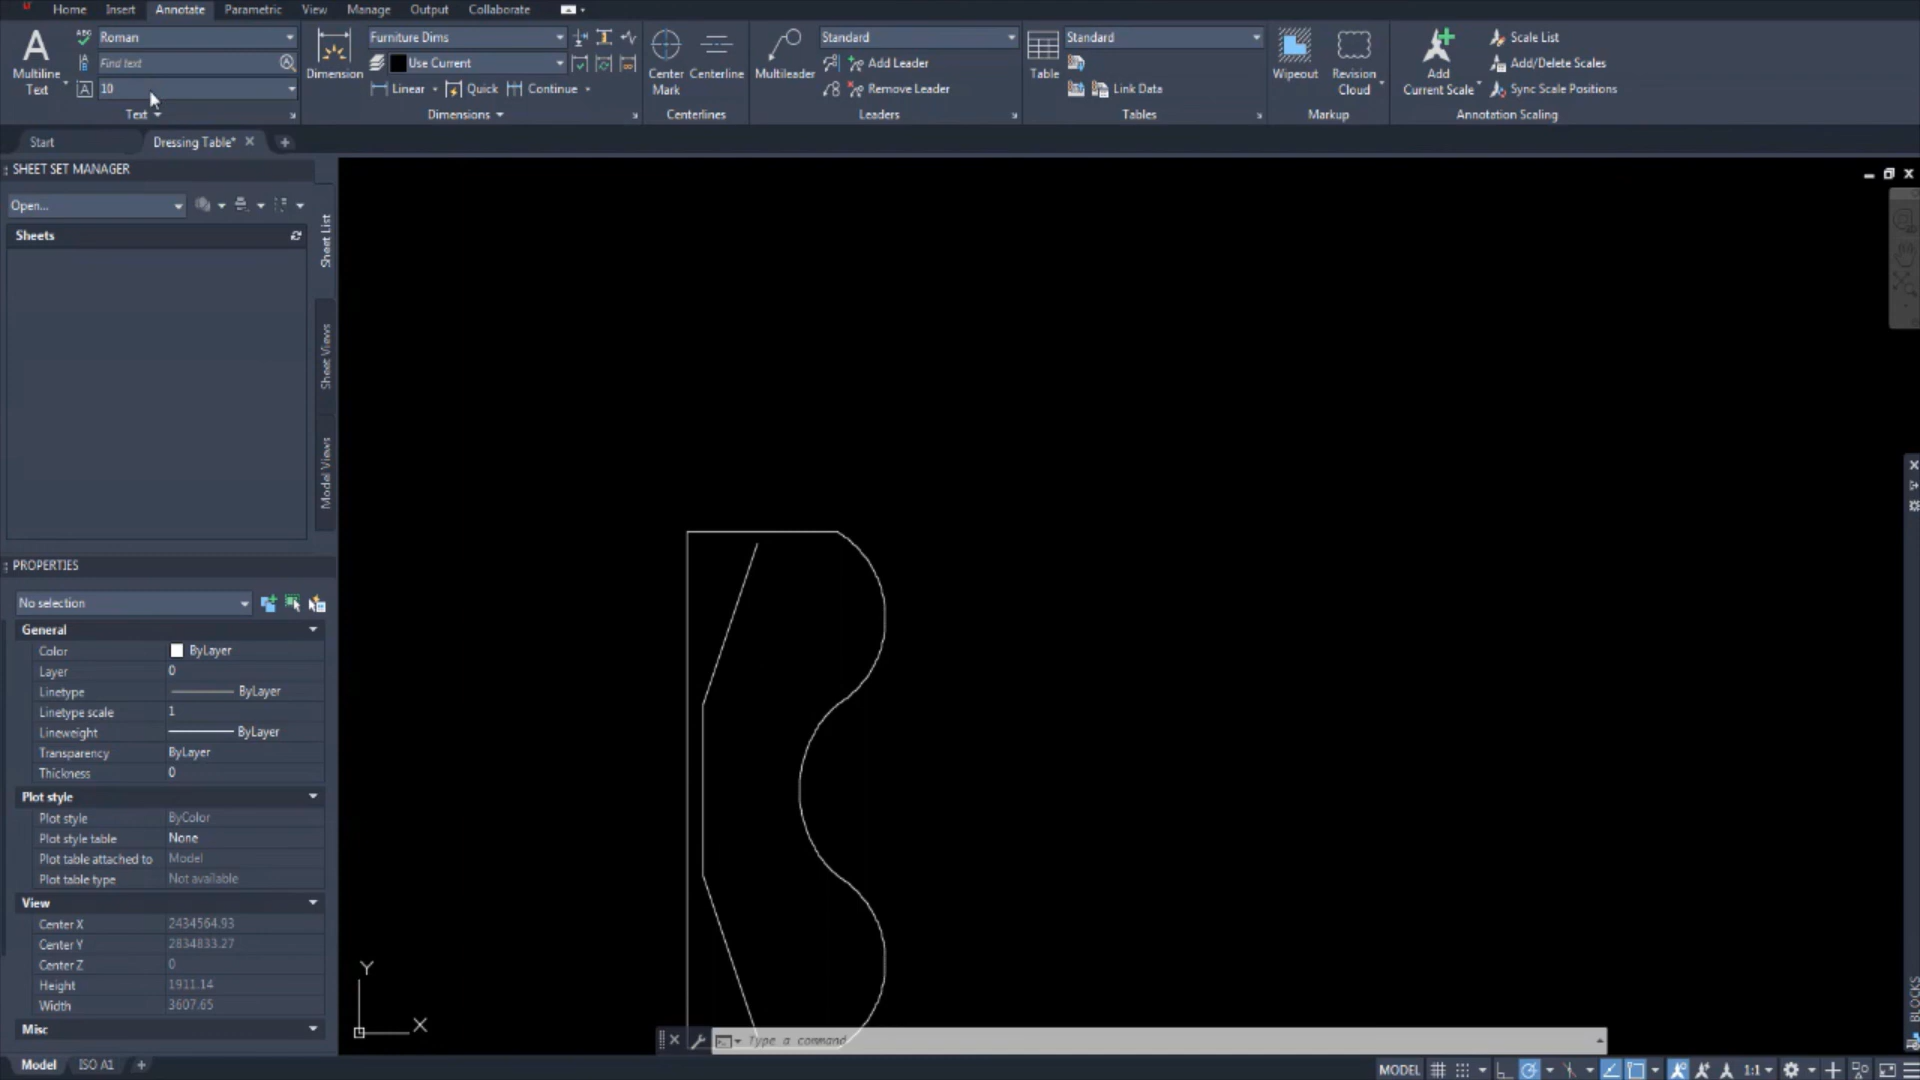 Home Insert Annotate Parametric View Manage Output Collaborate
Multiline Text
Roman
Find text
10
Text
Dimension
Furniture Dims
Use Current
Linear Quick Continue
Dimensions
Center Mark
Centerline
Centerlines
Multileader
Standard
Add Leader
Remove Leader
Leaders
Table
Standard
Link Data
Tables
Wipeout
Revision Cloud
Markup
Add Current Scale
Scale List
Add/Delete Scales
Sync Scale Positions
Annotation Scaling
Start Dressing Table*
SHEET SET MANAGER
Open...
Sheets
Sheet List
Sheet Views
Model Views
PROPERTIES
No selection
General
Color ByLayer
Layer 0
Linetype ByLayer
Linetype scale 1
Lineweight ByLayer
Transparency ByLayer
Thickness 0
Plot style
Plot style ByColor
Plot style table None
Plot table attached to Model
Plot table type Not available
View
Center X 2434564.93
Center Y 2834833.27
Center Z 0
Height 1911.14
Width 3607.65
Misc
Y
X
BLOCKS
Type a command
Model ISO A1
MODEL 1:1